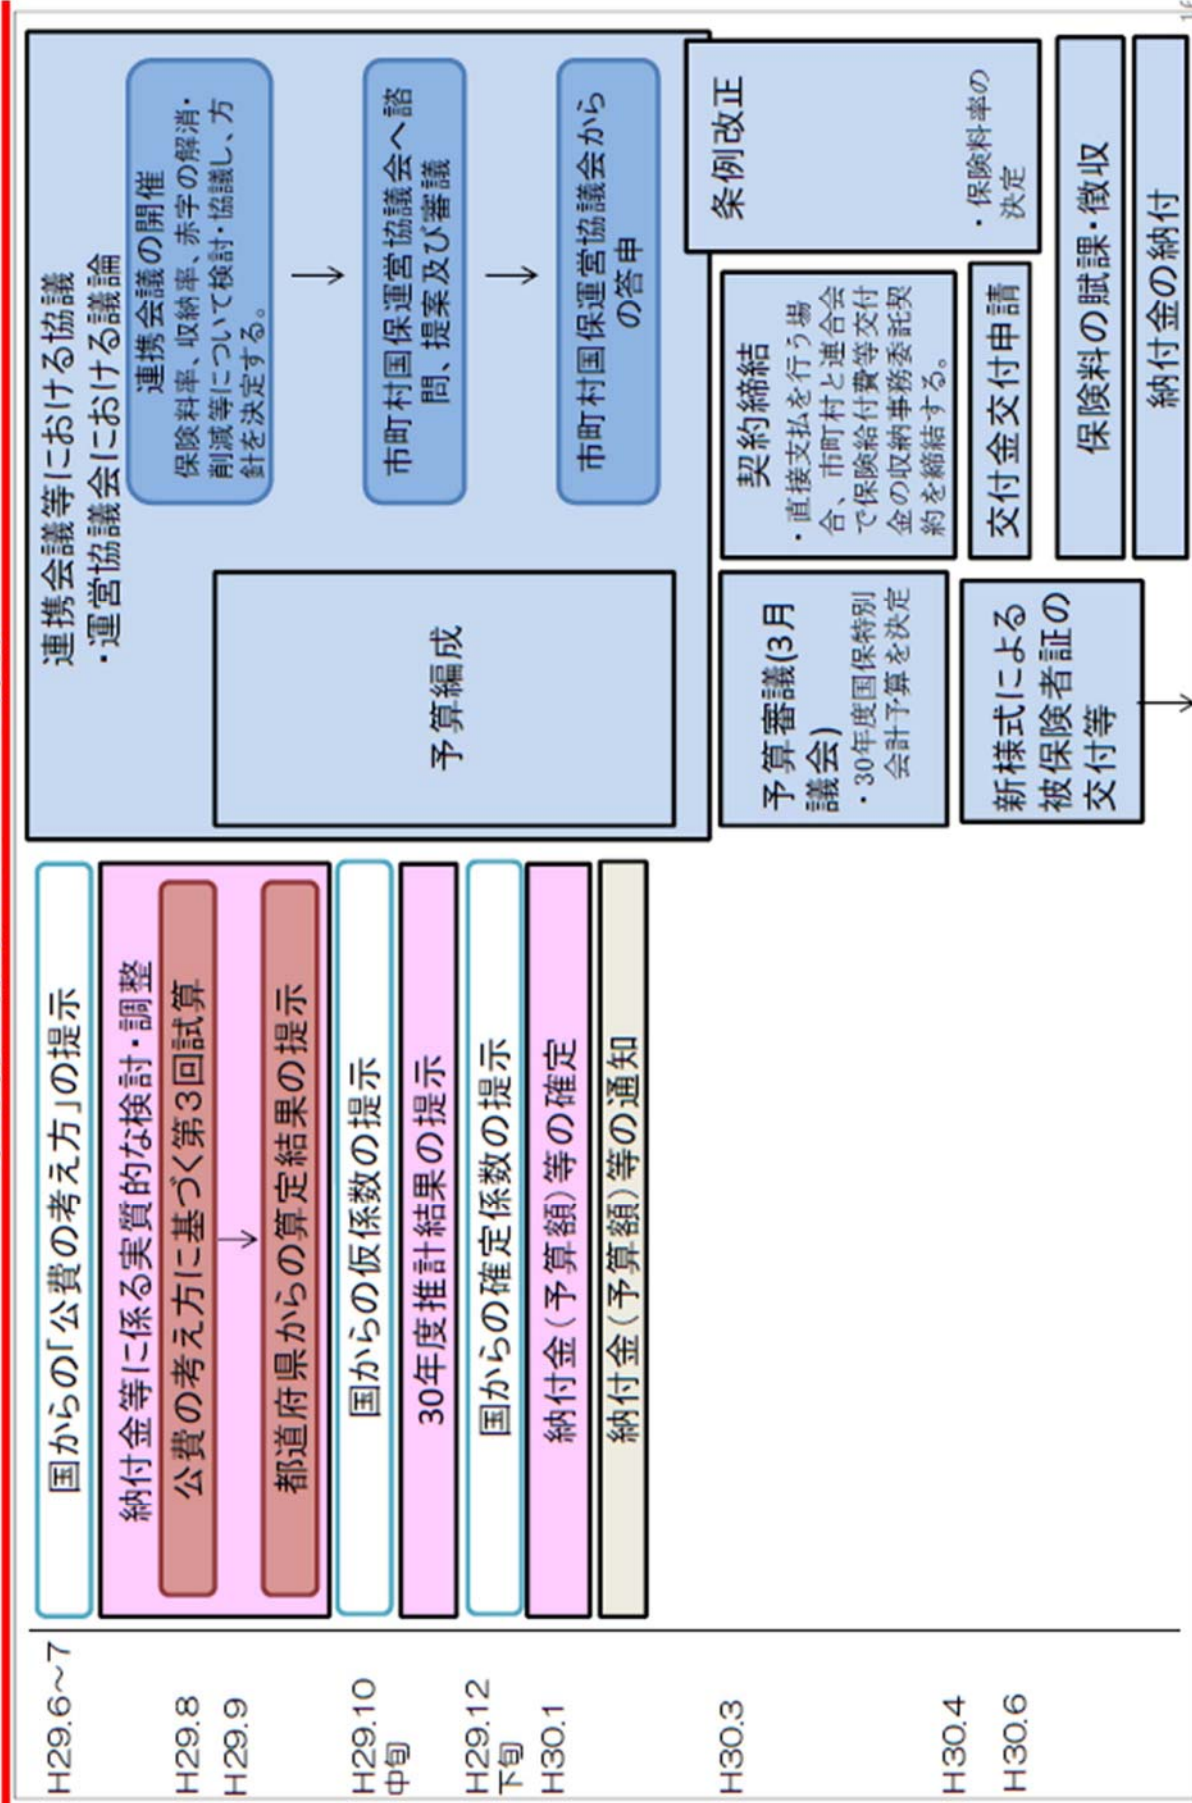 H29.6～7
H29.8
H29.9
H29.10
中旬
H29.12
下旬
H30.1
H30.3
H30.4
H30.6
国からの「公費の考え方」の提示
納付金等に係る実質的な検討・調整
公費の考え方に基づく第3回試算
↓
都道府県からの算定結果の提示
国からの仮係数の提示
30年度推計結果の提示
国からの確定係数の提示
納付金（予算額）等の確定
納付金（予算額）等の通知
連携会議等における協議
・運営協議会における議論
予算編成
連携会議の開催
保険料率、収納率、赤字の解消・
削減等について検討・協議し、方
針を決定する。
↓
市町村国保運営協議会へ諮
問、提案及び審議
↓
市町村国保運営協議会から
の答申
予算審議(3月
議会)
・30年度国保特別
会計予算を決定
契約締結
・直接支払を行う場
合、市町村と連合会
で保険給付費等交付
金の収納事務委託契
約を締結する。
条例改正
・保険料率の
決定
新様式による
被保険者証の
交付等
↓
交付金交付申請
保険料の賦課・徴収
納付金の納付